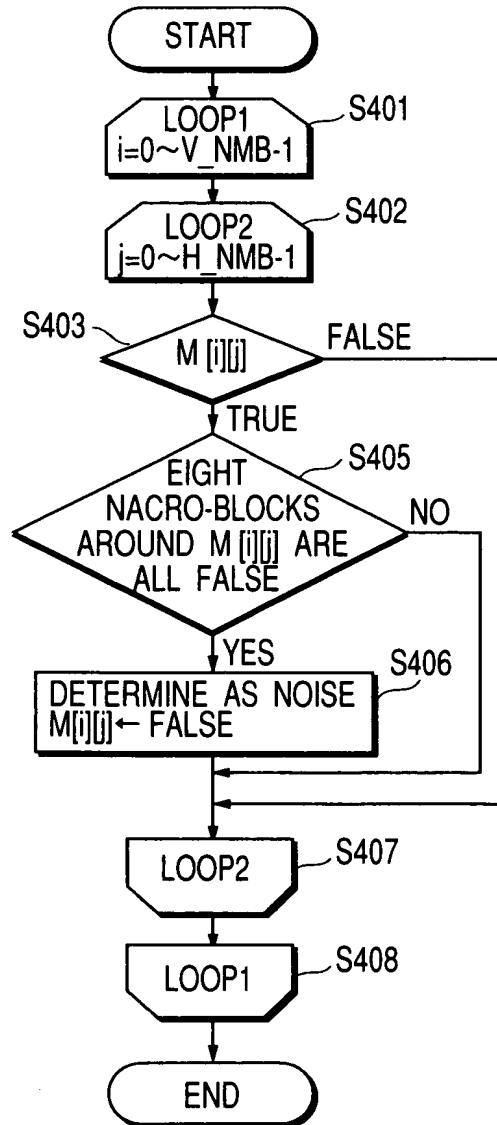 START
LOOP1
i=0~V_NMB-1
S401
LOOP2
j=0~H_NMB-1
S402
S403
M[i][j]
FALSE
TRUE
S405
EIGHT
NACRO-BLOCKS
AROUND M[i][j] ARE
ALL FALSE
NO
YES
S406
DETERMINE AS NOISE
M[i][j]← FALSE
LOOP2
S407
LOOP1
S408
END